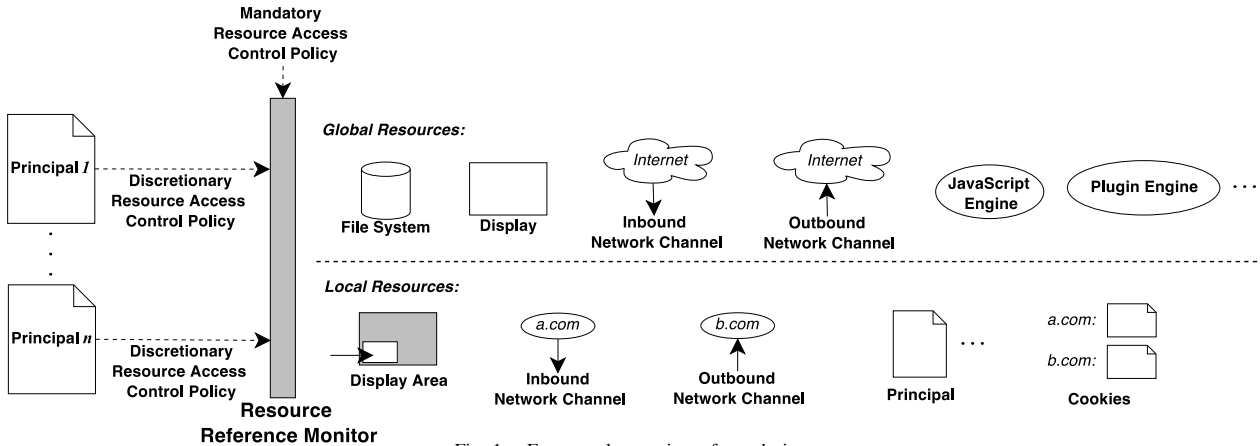 Mandatory
Resource Access
Control Policy
Principal 1
Discretionary
Resource Access
Control Policy
Principal n
Discretionary
Resource Access
Control Policy
Resource
Reference Monitor
Global Resources:
File System
Display
Internet
Inbound
Network Channel
Internet
Outbound
Network Channel
JavaScript
Engine
Plugin Engine
...
Local Resources:
Display Area
a.com
Inbound
Network Channel
b.com
Outbound
Network Channel
Principal
...
a.com:
b.com:
Cookies